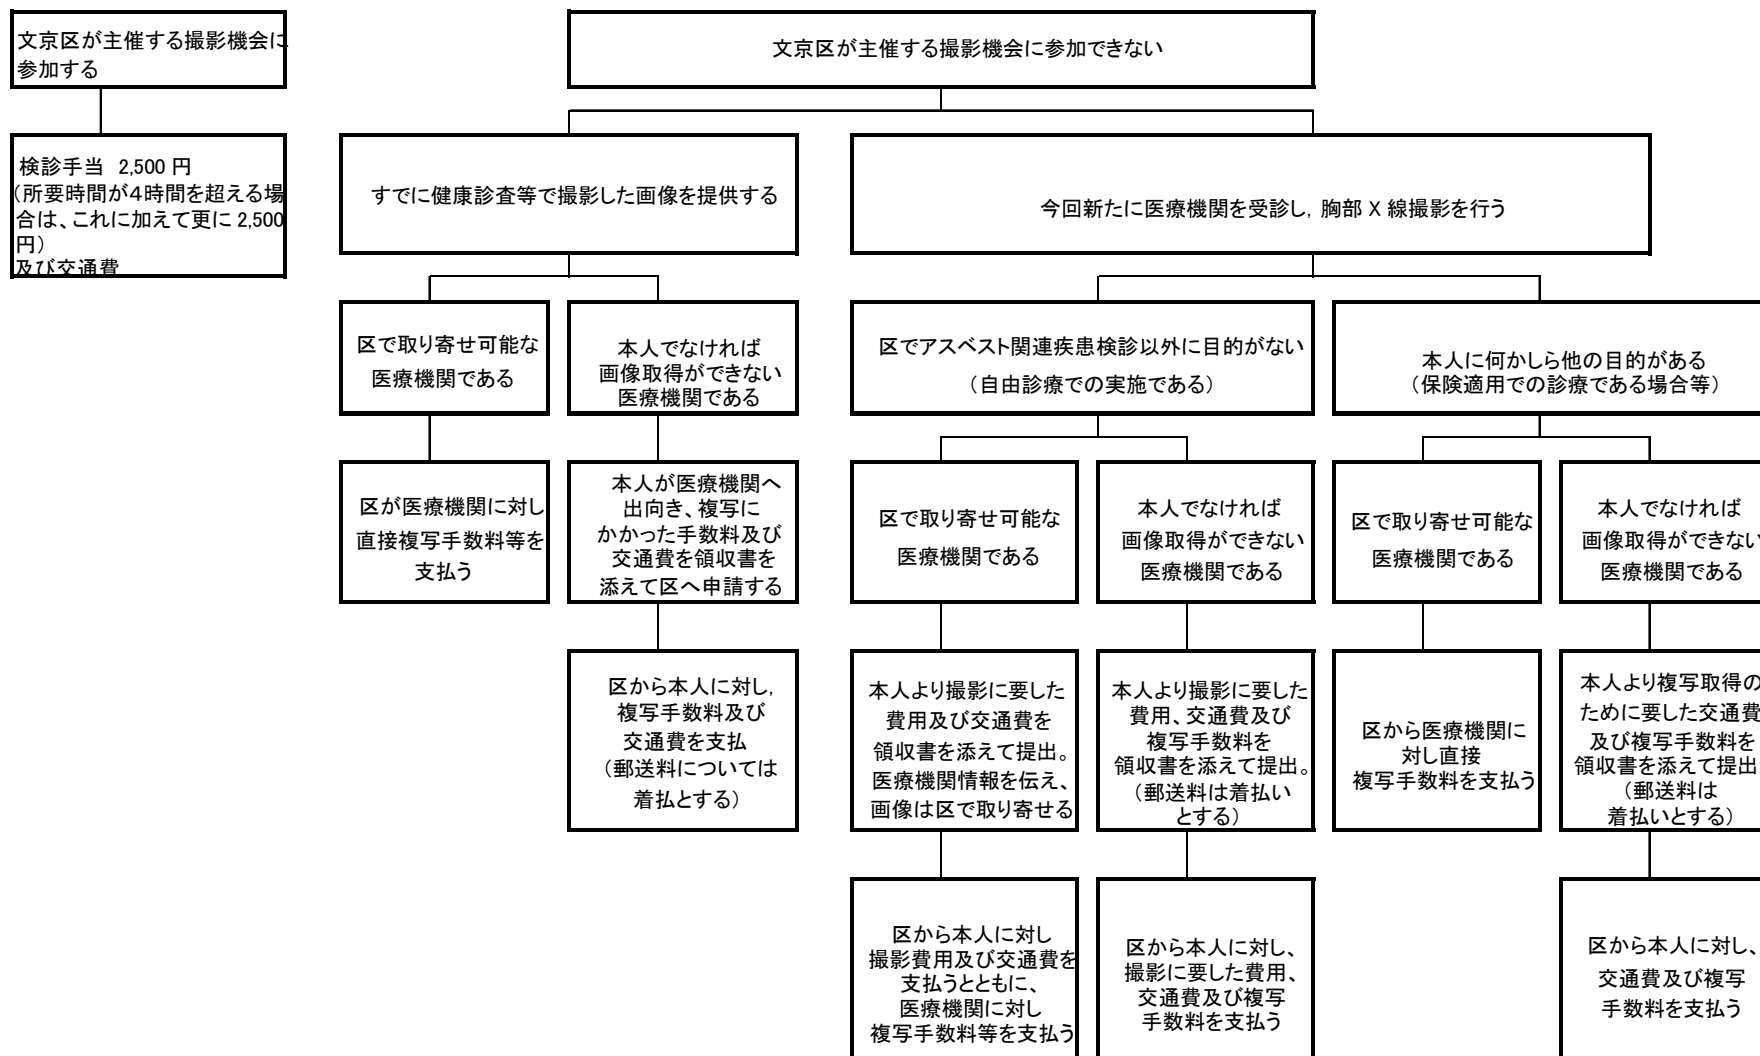 文京区が主催する撮影機会に
参加する
文京区が主催する撮影機会に参加できない
検診手当 2,500 円
(所要時間が4時間を超える場
合は、これに加えて更に 2,500
円)
及び交通費
すでに健康診査等で撮影した画像を提供する
今回新たに医療機関を受診し, 胸部 X 線撮影を行う
区で取り寄せ可能な
医療機関である
本人でなければ
画像取得ができない
医療機関である
区でアスベスト関連疾患検診以外に目的がない
(自由診療での実施である)
本人に何かしら他の目的がある
(保険適用での診療である場合等)
区が医療機関に対し
直接複写手数料等を
支払う
本人が医療機関へ
出向き、複写に
かかった手数料及び
交通費を領収書を
添えて区へ申請する
区で取り寄せ可能な
医療機関である
本人でなければ
画像取得ができない
医療機関である
区で取り寄せ可能な
医療機関である
本人でなければ
画像取得ができない
医療機関である
区から本人に対し,
複写手数料及び
交通費を支払
(郵送料については
着払とする)
本人より撮影に要した
費用及び交通費を
領収書を添えて提出。
医療機関情報を伝え、
画像は区で取り寄せる
本人より撮影に要した
費用、交通費及び
複写手数料を
領収書を添えて提出。
(郵送料は着払い
とする)
区から医療機関に
対し直接
複写手数料を支払う
本人より複写取得の
ために要した交通費
及び複写手数料を
領収書を添えて提出
(郵送料は
着払いとする)
区から本人に対し
撮影費用及び交通費を
支払うとともに、
医療機関に対し
複写手数料等を支払う
区から本人に対し、
撮影に要した費用、
交通費及び複写
手数料を支払う
区から本人に対し、
交通費及び複写
手数料を支払う